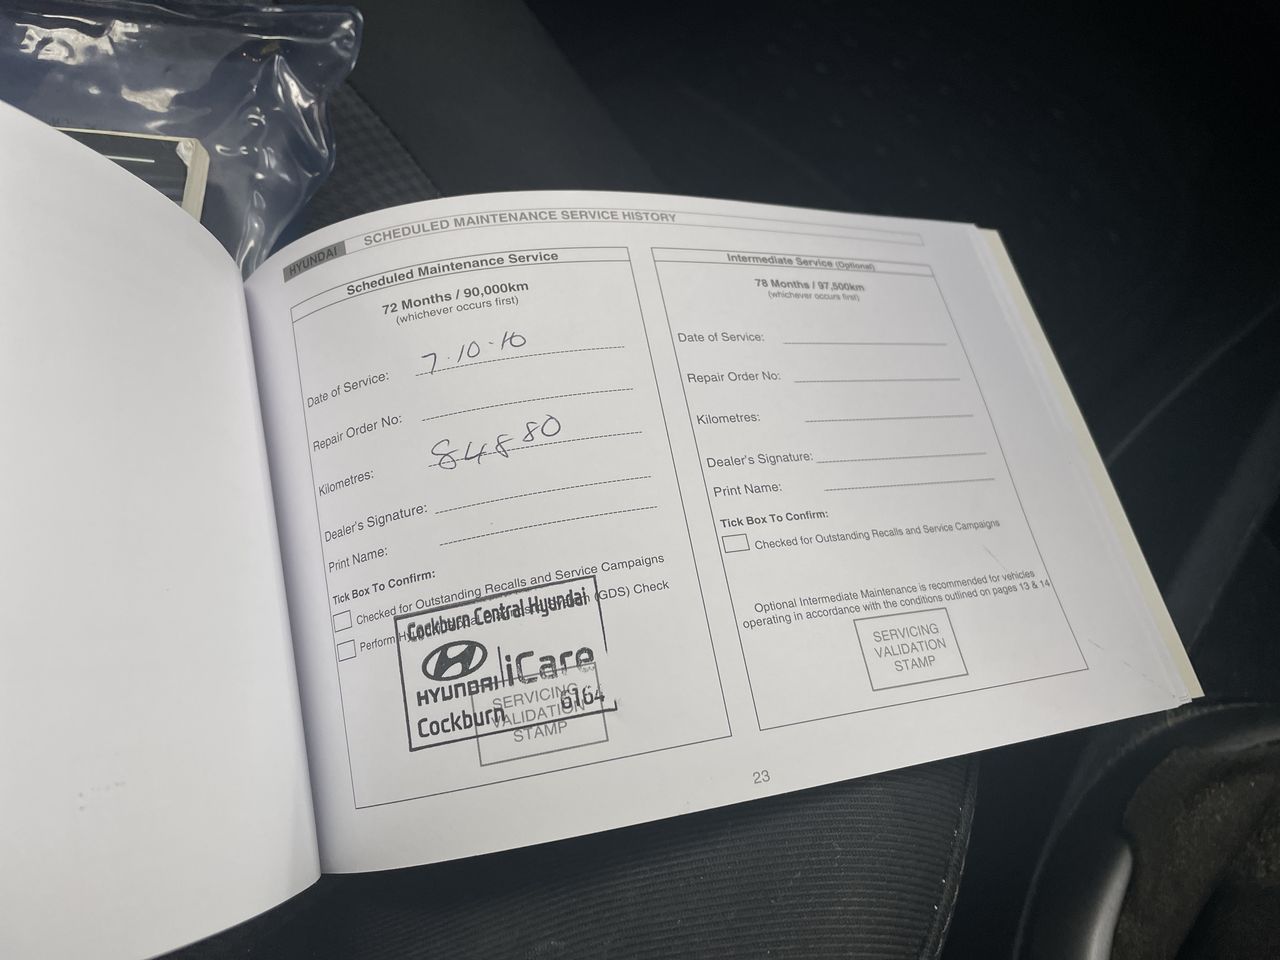 HYUNDAI
SCHEDULED MAINTENANCE SERVICE HISTORY
Scheduled Maintenance Service
72 Months / 90,000km
(whichever occurs first)
Date of Service: 7.10.16
Repair Order No:
Kilometres: 84880
Dealer's Signature:
Print Name:
Tick Box To Confirm:
Checked for Outstanding Recalls and Service Campaigns
Perform (GDS) Check
Cockburn Central Hyundai
HYUNDAI iCare
Cockburn 6164
SERVICING
VALIDATION
STAMP
Intermediate Service (Optional)
78 Months / 97,500km
(whichever occurs first)
Date of Service:
Repair Order No:
Kilometres:
Dealer's Signature:
Print Name:
Tick Box To Confirm:
Checked for Outstanding Recalls and Service Campaigns
Optional Intermediate Maintenance is recommended for vehicles
operating in accordance with the conditions outlined on pages 13 & 14
SERVICING
VALIDATION
STAMP
23